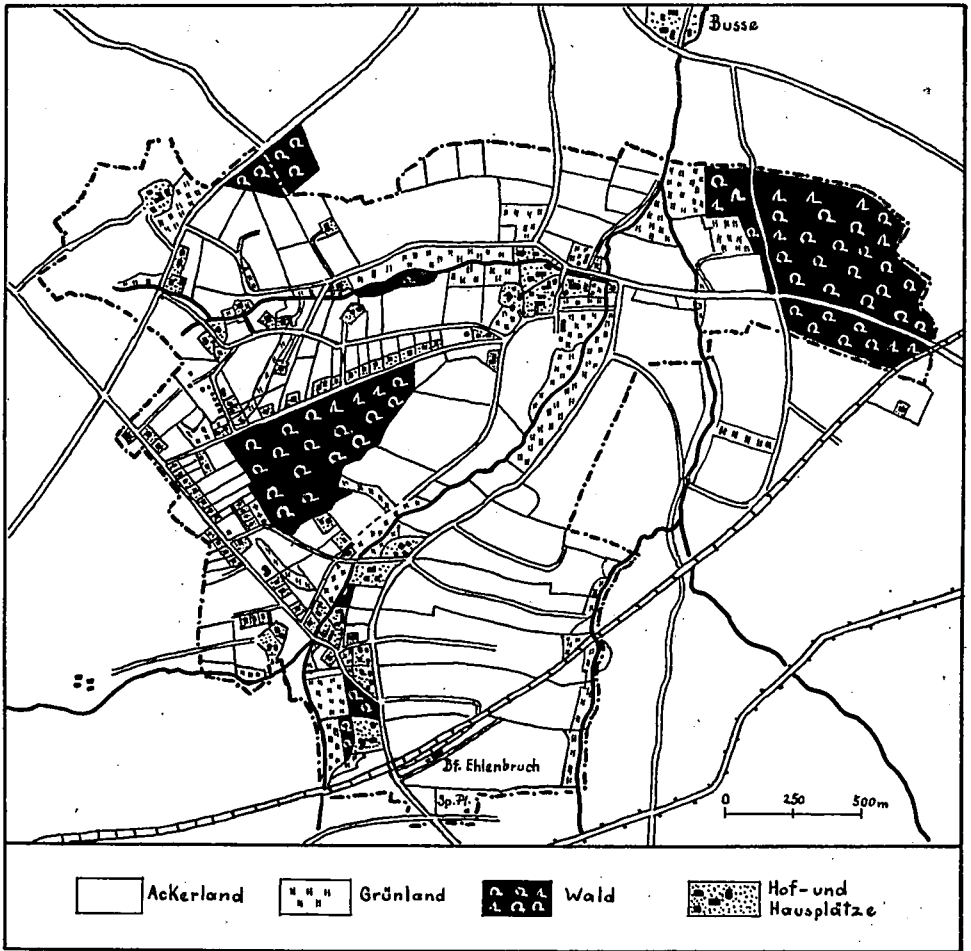 Busse
Bf. Ehlenbruch
Sp. Pl.
0 250 500m
Ackerland
Grünland
Wald
Hof- und
Hausplätze